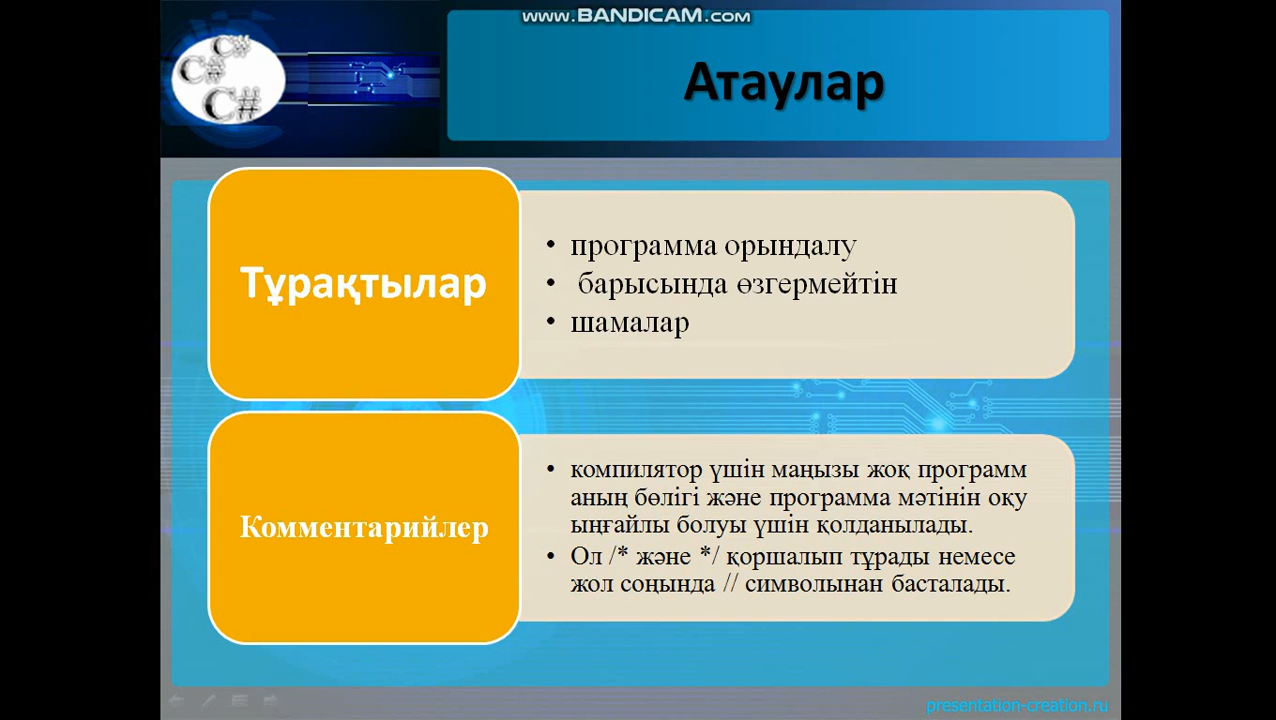 www.BANDICAM.com
C#
C#
C#
Атаулар
Тұрақтылар
• программа орындалу
• барысында өзгермейтін
• шамалар
Комментарийлер
• компилятор үшін маңызы жоқ программ
аның бөлігі және программа мәтінін оқу
ыңғайлы болуы үшін қолданылады.
• Ол /* және */ қоршалып тұрады немесе
жол соңында // символынан басталады.
presentation-creation.ru